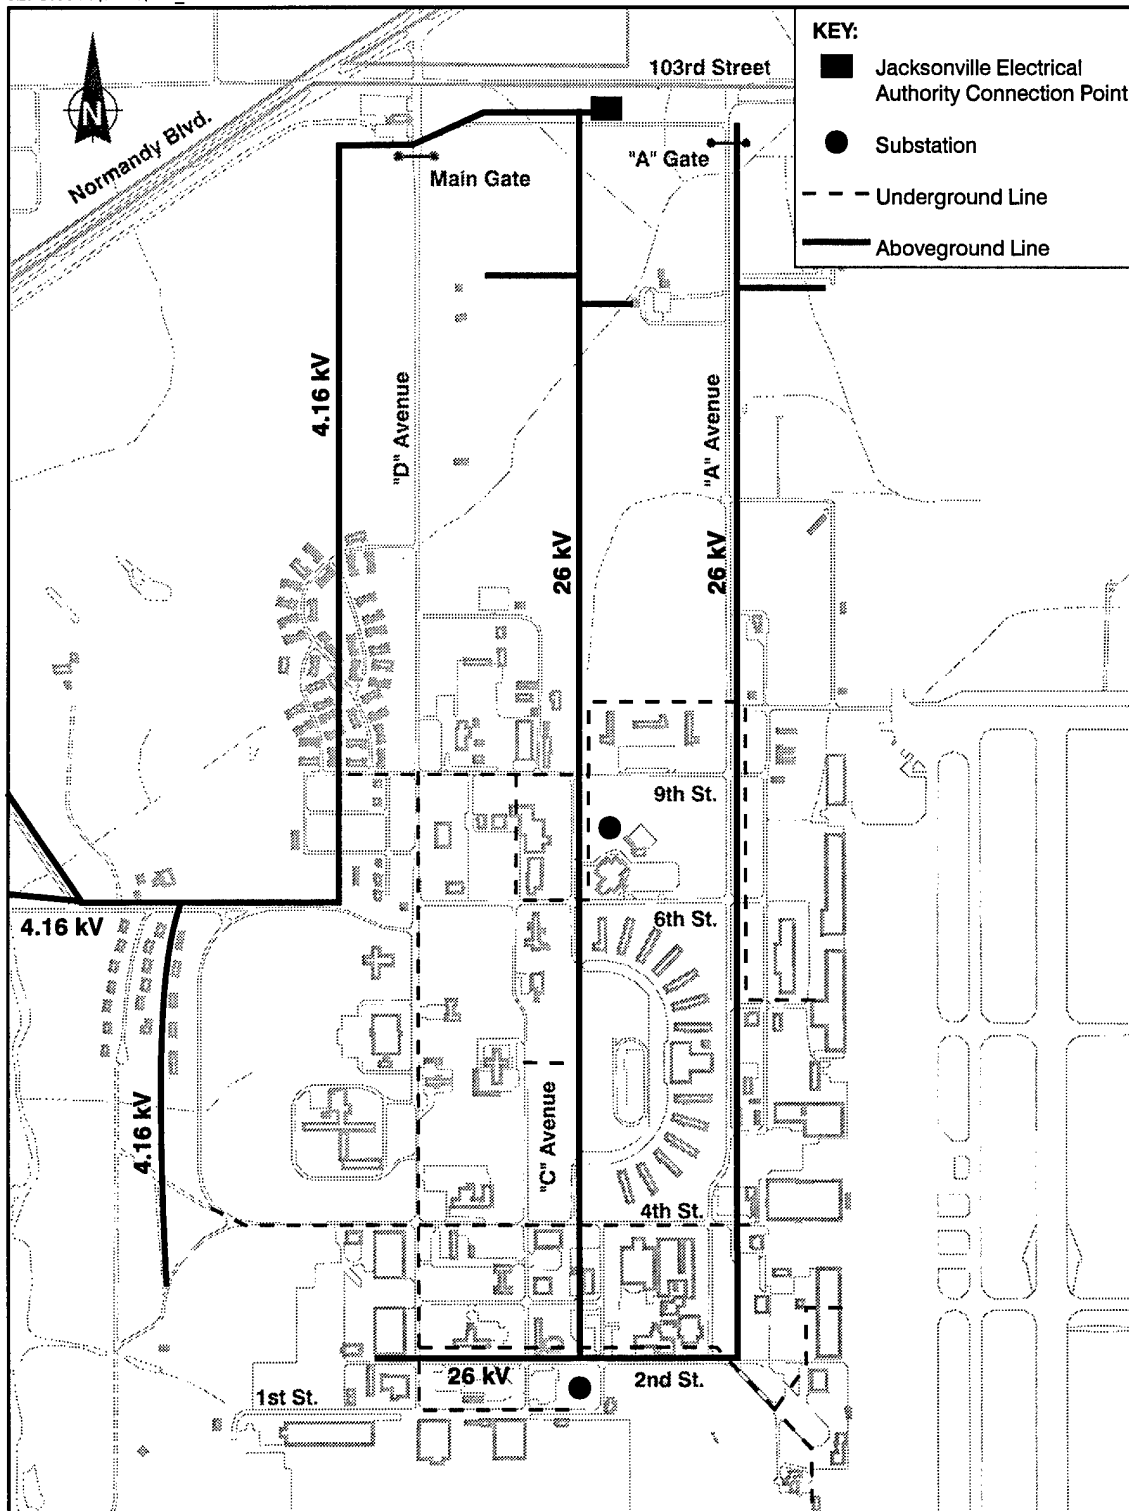 KEY:
Jacksonville Electrical
Authority Connection Point
Substation
Underground Line
Aboveground Line
103rd Street
N
Normandy Blvd.
Main Gate
"A" Gate
4.16 kV
"D" Avenue
"A" Avenue
26 kV
26 kV
9th St.
6th St.
4.16 kV
4.16 kV
"C" Avenue
4th St.
26 kV
2nd St.
1st St.